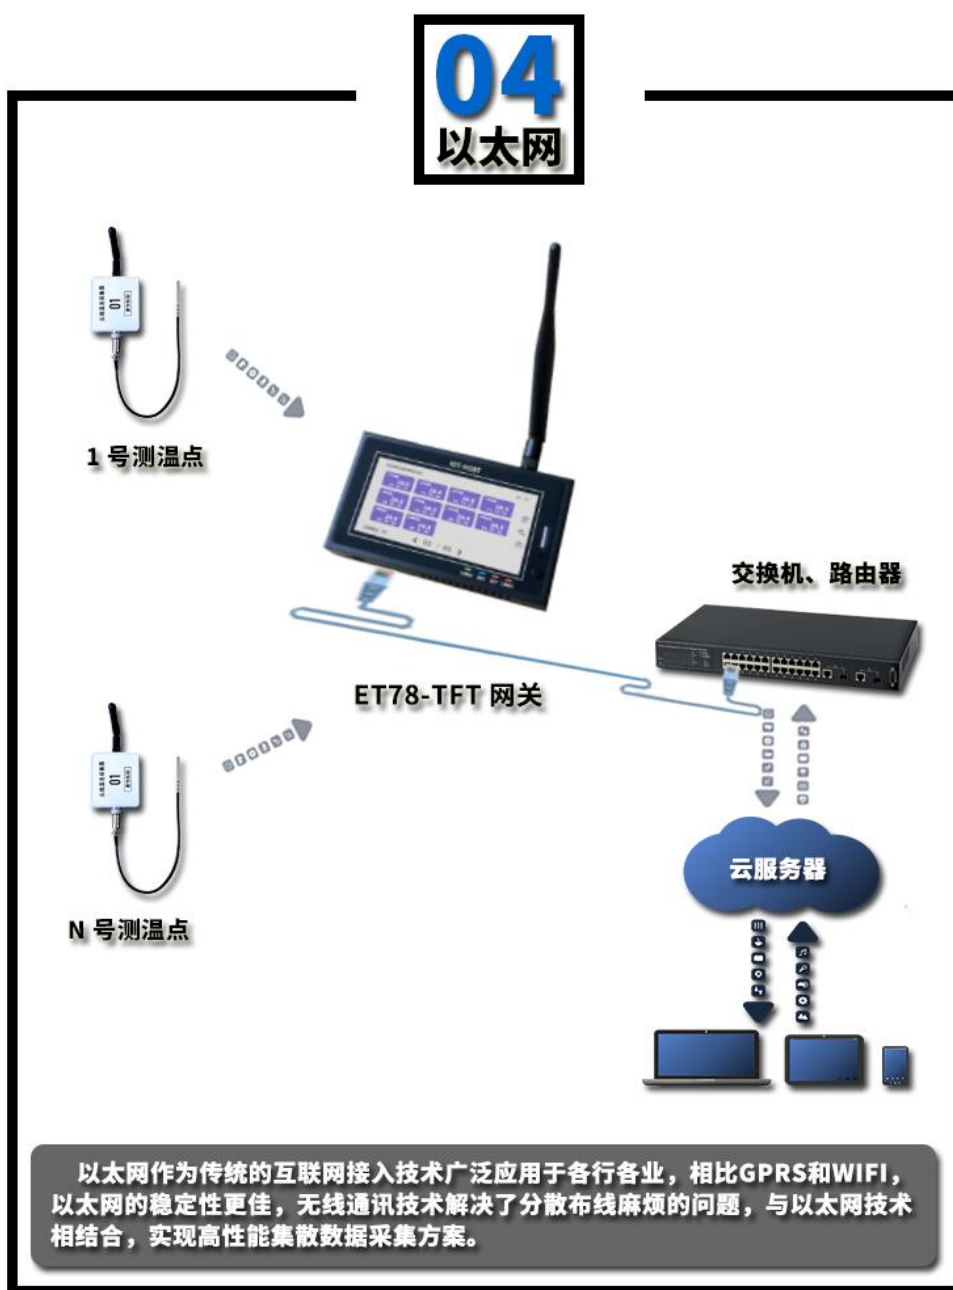 04
以太网
01
1 号测温点
交换机、路由器
ET78-TFT 网关
01
云服务器
N 号测温点
以太网作为传统的互联网接入技术广泛应用于各行各业，相比GPRS和WIFI，
以太网的稳定性更佳，无线通讯技术解决了分散布线麻烦的问题，与以太网技术
相结合，实现高性能集散数据采集方案。